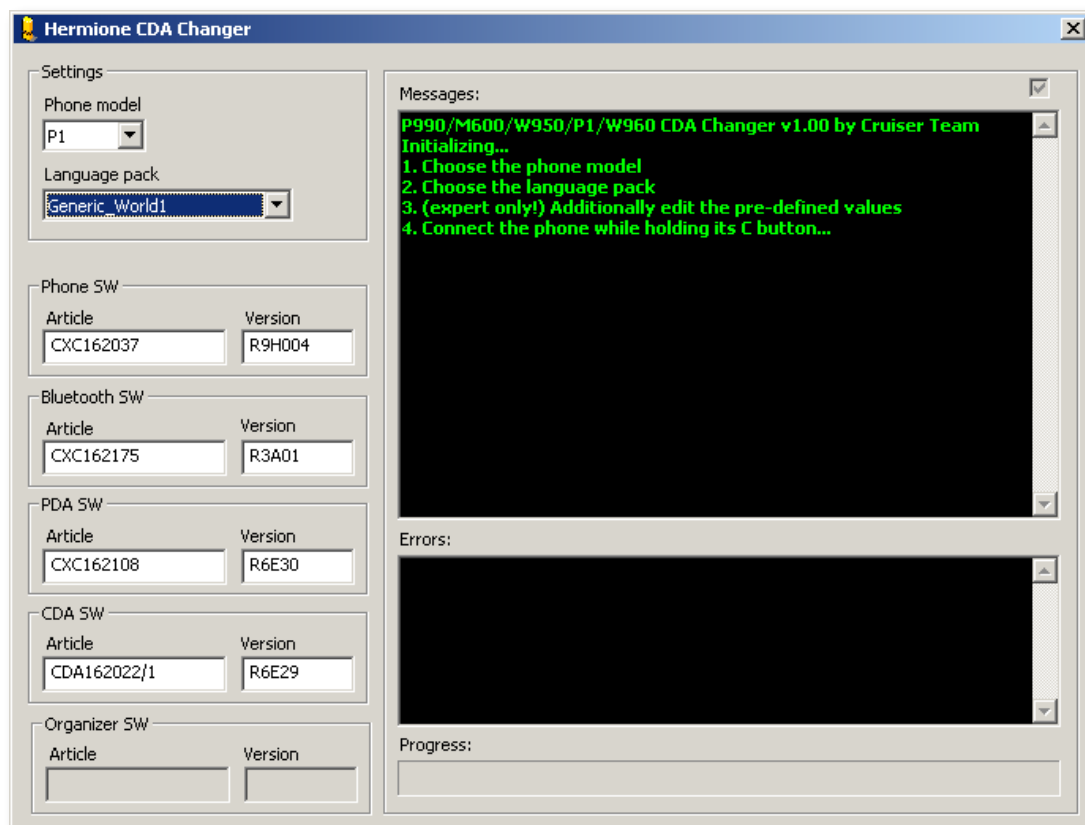 Hermione CDA Changer
Settings
Phone model
P1
Language pack
Generic_World1
Phone SW
Article Version
CXC162037 R9H004
Bluetooth SW
Article Version
CXC162175 R3A01
PDA SW
Article Version
CXC162108 R6E30
CDA SW
Article Version
CDA162022/1 R6E29
Organizer SW
Article Version
Messages:
P990/M600/W950/P1/W960 CDA Changer v1.00 by Cruiser Team
Initializing...
1. Choose the phone model
2. Choose the language pack
3. (expert only!) Additionally edit the pre-defined values
4. Connect the phone while holding its C button...
Errors:
Progress: